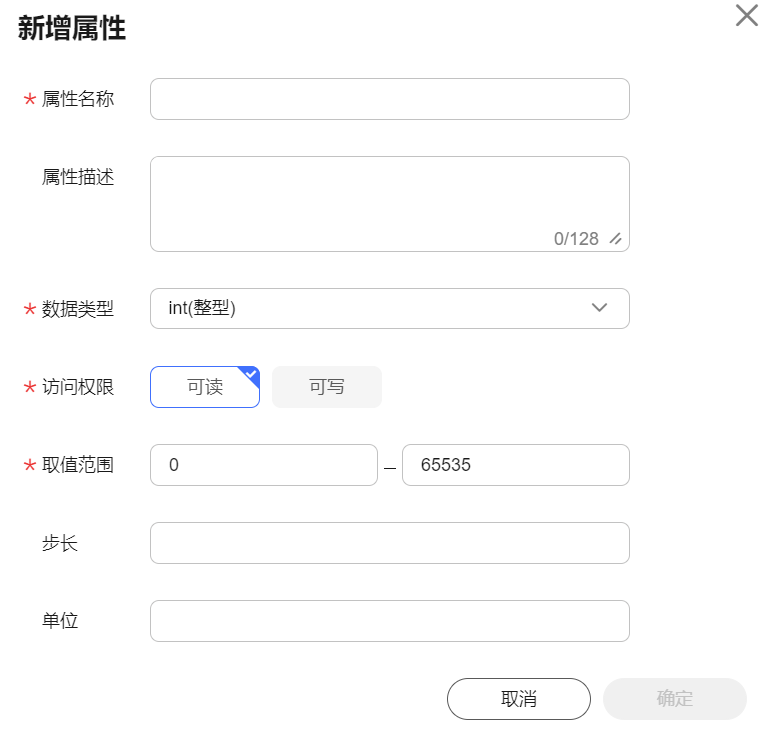 新增属性
* 属性名称
属性描述
0/128
* 数据类型 int(整型)
* 访问权限 可读 可写
* 取值范围 0 – 65535
步长
单位
取消 确定